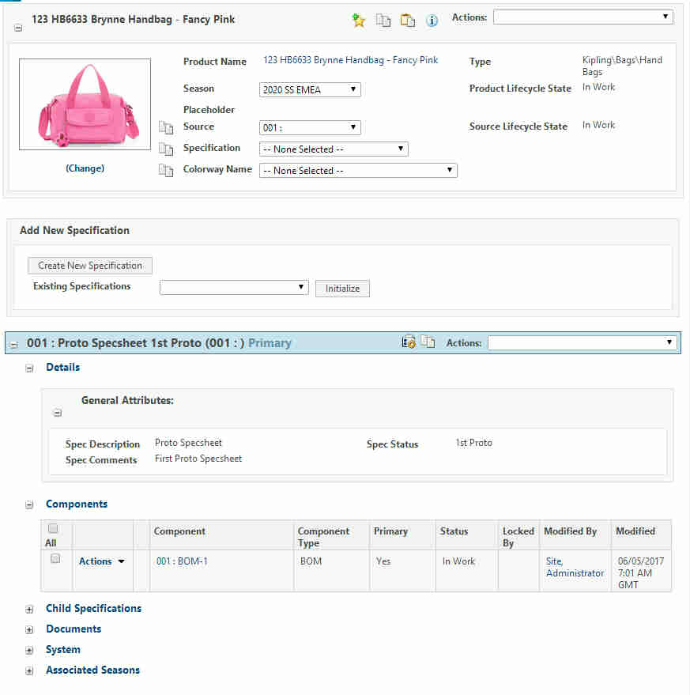 123 HB6633 Brynne Handbag - Fancy Pink
Actions:
Product Name 123 HB6633 Brynne Handbag - Fancy Pink Type Kipling\Bags\Hand
Bags
Season 2020 SS EMEA Product Lifecycle State In Work
Placeholder
Source 001 : Source Lifecycle State In Work
Specification -- None Selected --
(Change) Colorway Name -- None Selected --
Add New Specification
Create New Specification
Existing Specifications Initialize
001 : Proto Specsheet 1st Proto (001 : ) Primary Actions:
Details
General Attributes:
Spec Description Proto Specsheet Spec Status 1st Proto
Spec Comments First Proto Specsheet
Components
All Component Component Type Primary Status Locked By Modified By Modified
Actions 001 : BOM-1 BOM Yes In Work Site, Administrator 06/05/2017 7:01 AM GMT
Child Specifications
Documents
System
Associated Seasons